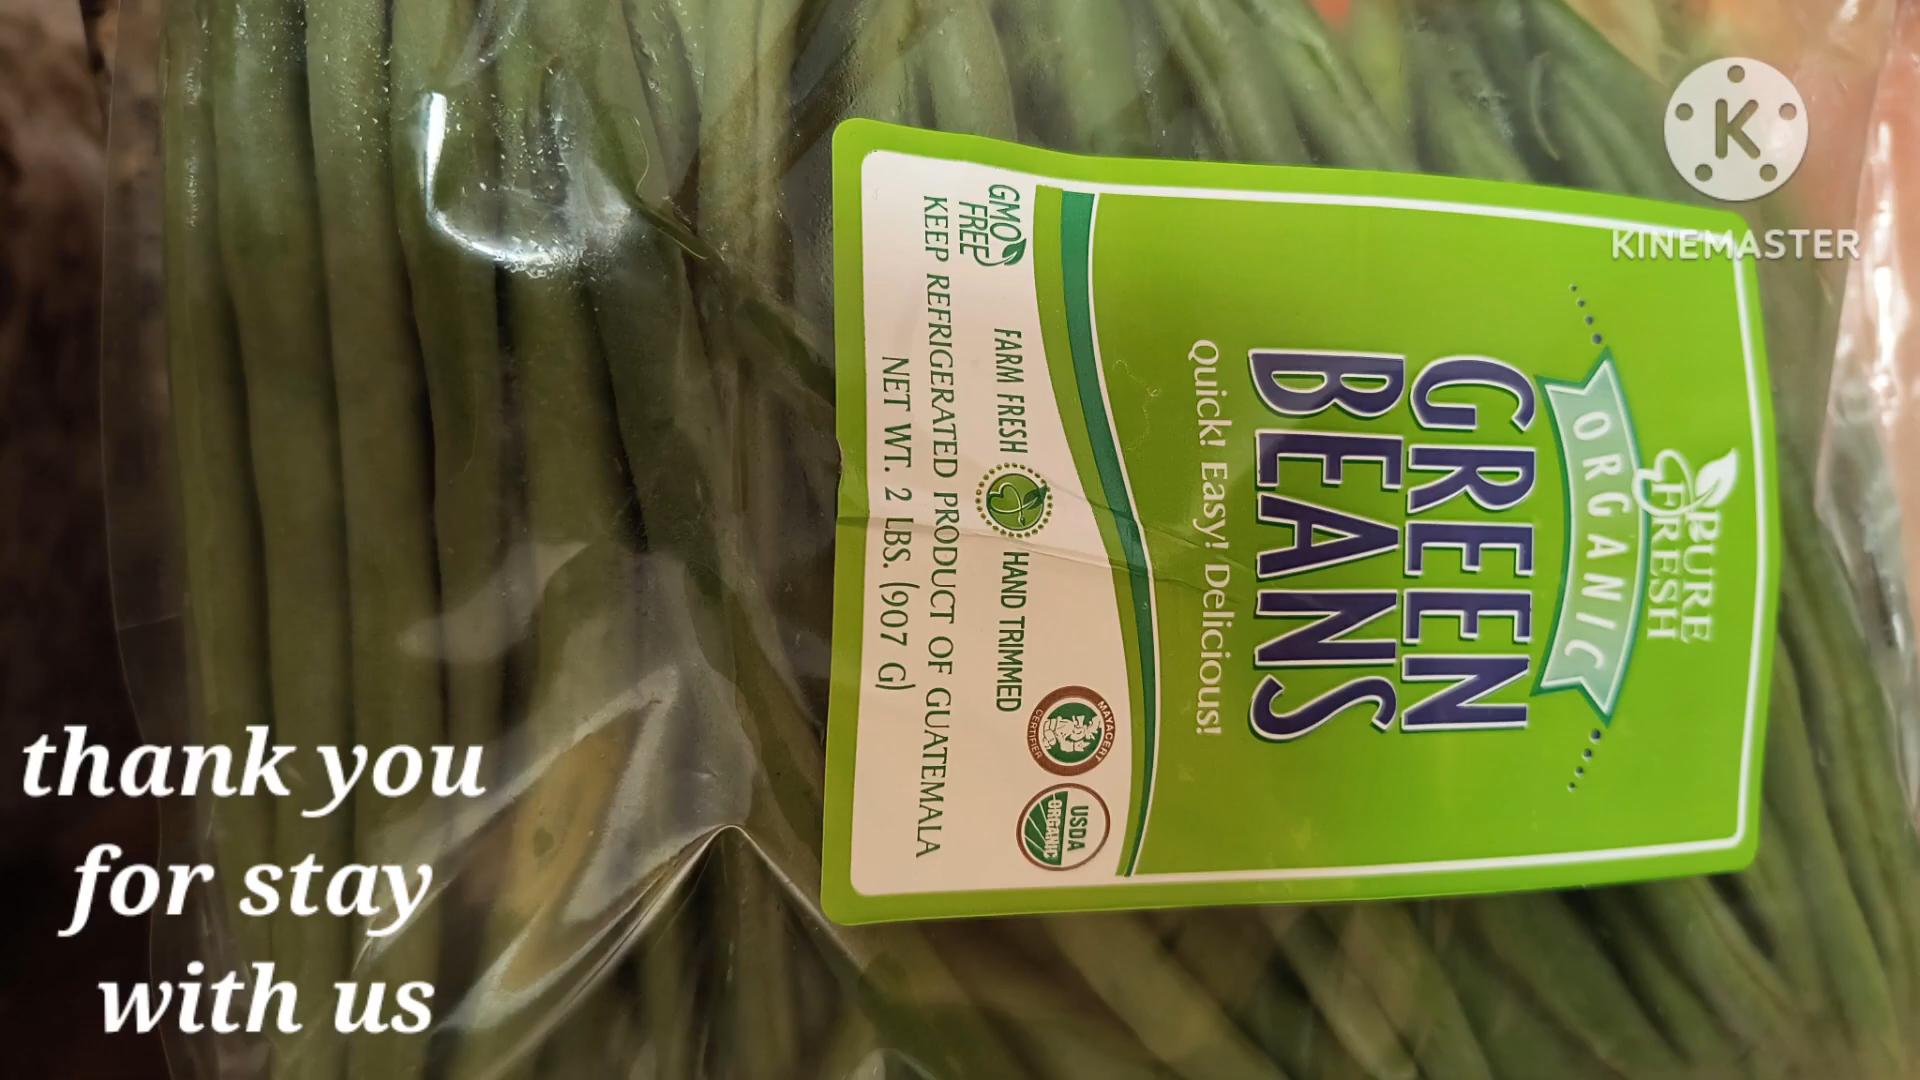 PURE
FRESH
ORGANIC
GREEN
BEANS
Quick! Easy! Delicious!
GMO
FREE
FARM FRESH
HAND TRIMMED
MAYACERT
CERTIFIED
USDA
ORGANIC
KEEP REFRIGERATED PRODUCT OF GUATEMALA
NET WT. 2 LBS. (907 G)
K
KINEMASTER
thank you
for stay
with us